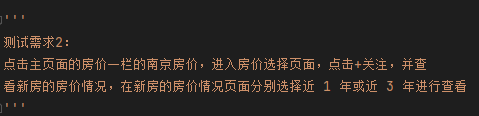 '''
测试需求2:
点击主页面的房价一栏的南京房价，进入房价选择页面，点击+关注，并查
看新房的房价情况，在新房的房价情况页面分别选择近 1 年或近 3 年进行查看
'''